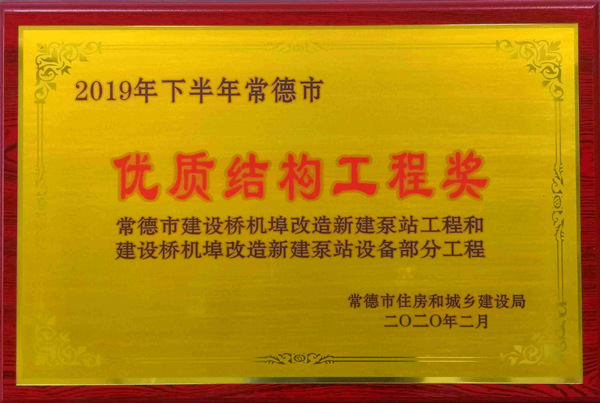 2019年下半年常德市
优质结构工程奖
常德市建设桥机埠改造新建泵站工程和
建设桥机埠改造新建泵站设备部分工程
常德市住房和城乡建设局
二〇二〇年二月